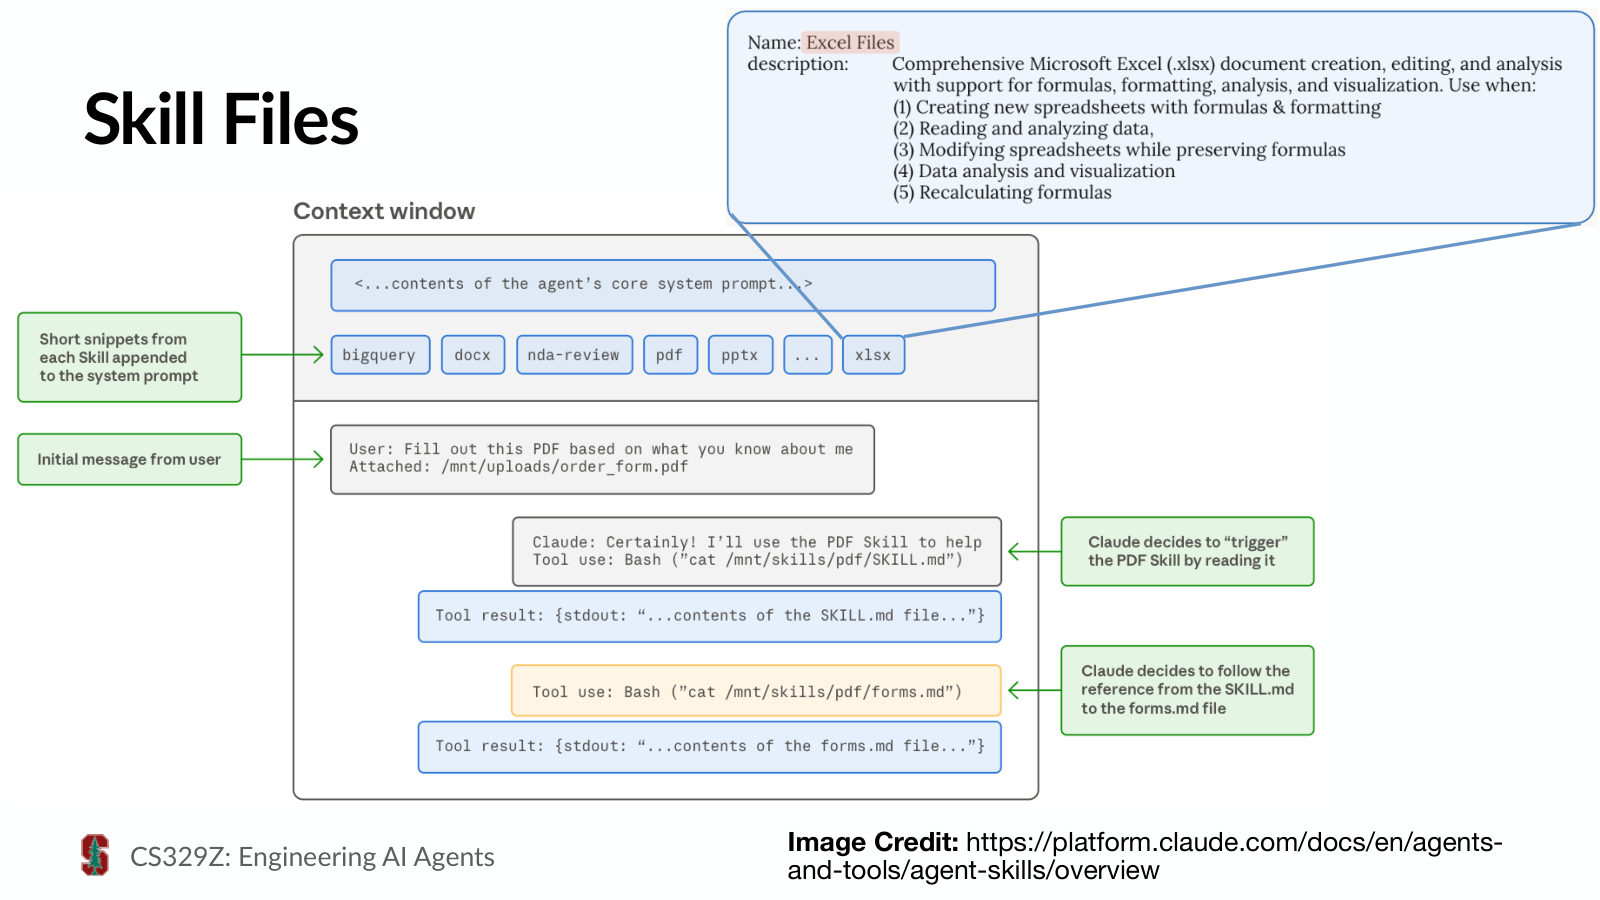 Skill Files
Name: Excel Files
description: Comprehensive Microsoft Excel (.xlsx) document creation, editing, and analysis
with support for formulas, formatting, analysis, and visualization. Use when:
(1) Creating new spreadsheets with formulas & formatting
(2) Reading and analyzing data,
(3) Modifying spreadsheets while preserving formulas
(4) Data analysis and visualization
(5) Recalculating formulas
Context window
<...contents of the agent's core system prompt...>
Short snippets from
each Skill appended
to the system prompt
bigquery docx nda-review pdf pptx ... xlsx
Initial message from user
User: Fill out this PDF based on what you know about me
Attached: /mnt/uploads/order_form.pdf
Claude: Certainly! I'll use the PDF Skill to help
Tool use: Bash ("cat /mnt/skills/pdf/SKILL.md")
Claude decides to “trigger”
the PDF Skill by reading it
Tool result: {stdout: “...contents of the SKILL.md file...”}
Tool use: Bash (”cat /mnt/skills/pdf/forms.md”)
Claude decides to follow the
reference from the SKILL.md
to the forms.md file
Tool result: {stdout: “...contents of the forms.md file...”}
S
CS329Z: Engineering AI Agents
Image Credit: https://platform.claude.com/docs/en/agents-
and-tools/agent-skills/overview